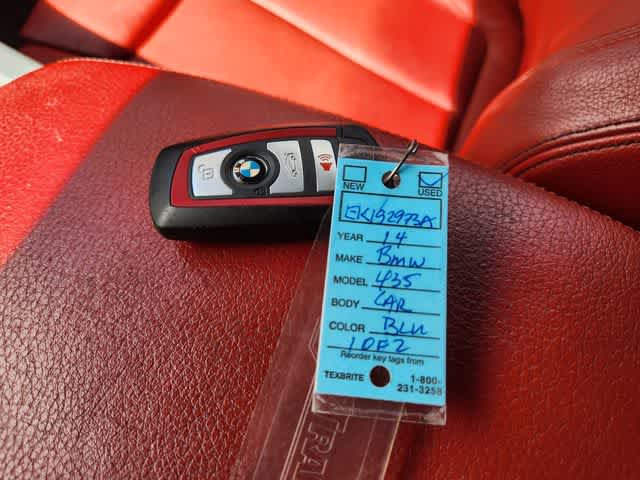 NEW USED
EK192973A
YEAR 14
MAKE BMW
MODEL 435
BODY CAR
COLOR BLU
1 OF 2
Reorder key tags from
TEXBRITE 1-800-
231-3258
TRA